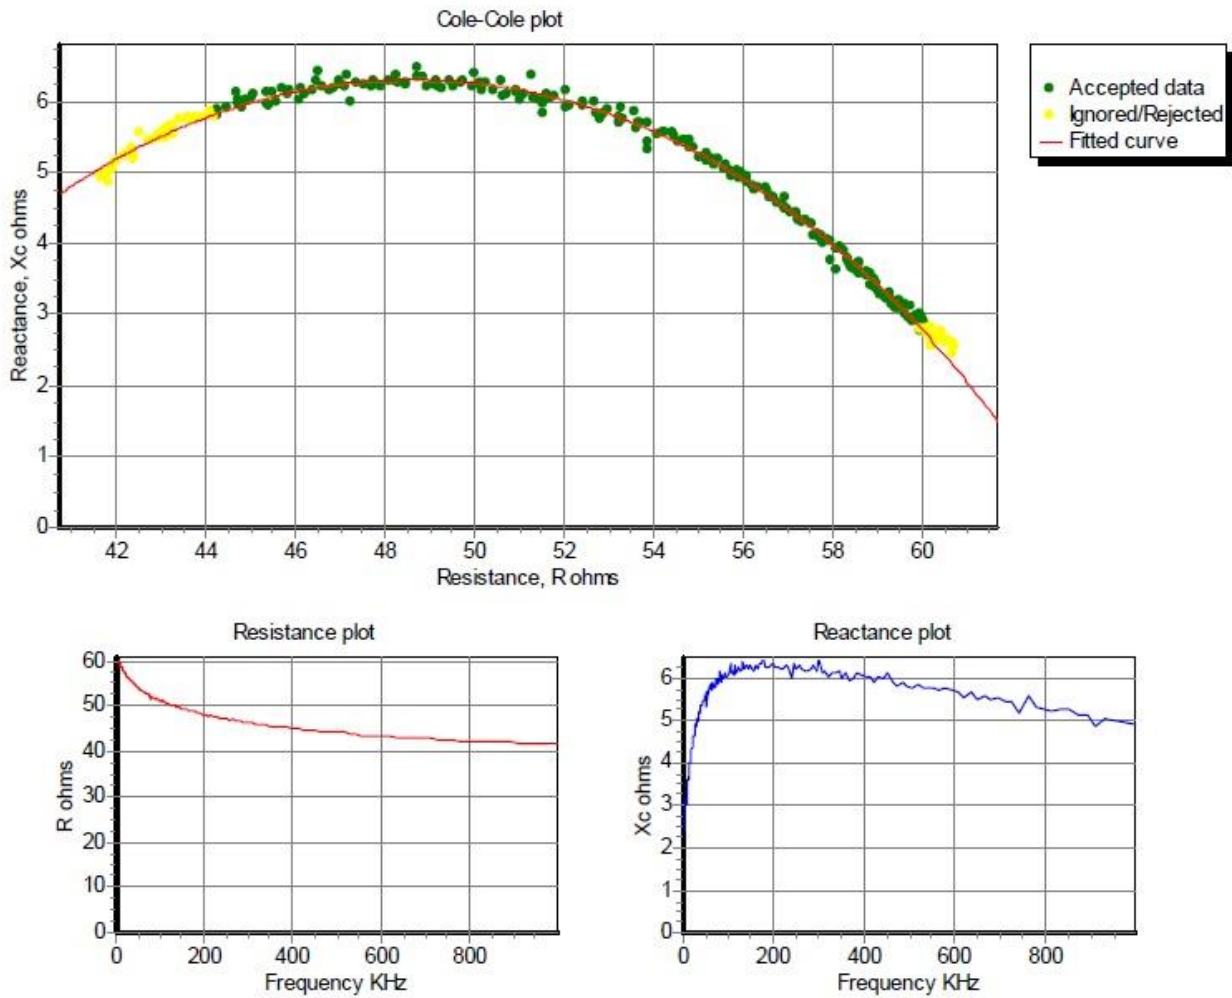 Cole-Cole plot
Accepted data
Ignored/Rejected
Fitted curve
6
5
4
3
2
1
0
Reactance, Xc ohms
42 44 46 48 50 52 54 56 58 60
Resistance, R ohms
Resistance plot
60
50
40
30
20
10
0
R ohms
0 200 400 600 800
Frequency KHz
Reactance plot
6
5
4
3
2
1
0
Xc ohms
0 200 400 600 800
Frequency KHz